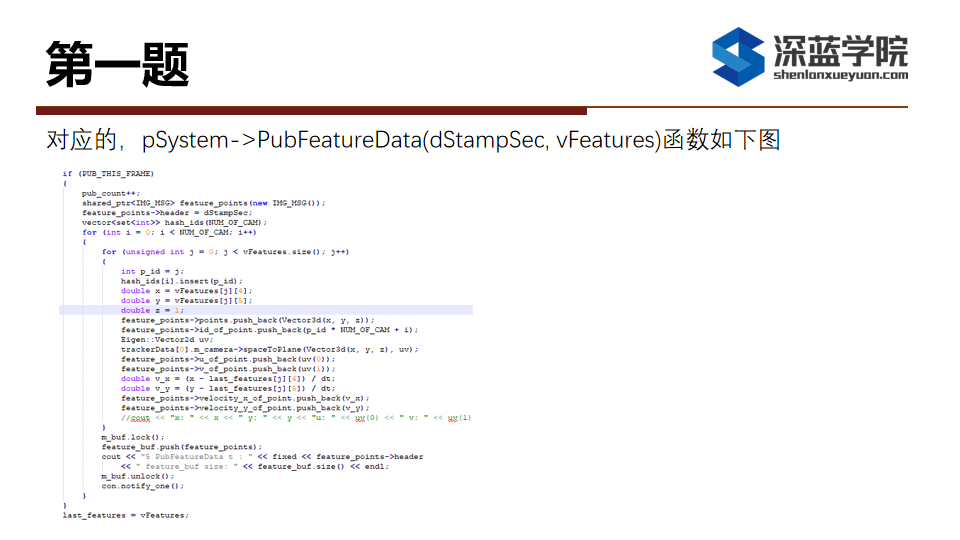 第一题
深蓝学院
shenlanxueyuan.com
对应的，pSystem->PubFeatureData(dStampSec, vFeatures)函数如下图
if (PUB_THIS_FRAME)
{
pub_count++;
shared_ptr<IMG_MSG> feature_points(new IMG_MSG());
feature_points->header = dStampSec;
vector<set<int>> hash_ids(NUM_OF_CAM);
for (int i = 0; i < NUM_OF_CAM; i++)
{
for (unsigned int j = 0; j < vFeatures.size(); j++)
{
int p_id = j;
hash_ids[i].insert(p_id);
double x = vFeatures[j][4];
double y = vFeatures[j][5];
double z = 1;
feature_points->points.push_back(Vector3d(x, y, z));
feature_points->id_of_point.push_back(p_id * NUM_OF_CAM + i);
Eigen::Vector2d uv;
trackerData[0].m_camera->spaceToPlane(Vector3d(x, y, z), uv);
feature_points->u_of_point.push_back(uv(0));
feature_points->v_of_point.push_back(uv(1));
double v_x = (x - last_features[j][4]) / dt;
double v_y = (y - last_features[j][5]) / dt;
feature_points->velocity_x_of_point.push_back(v_x);
feature_points->velocity_y_of_point.push_back(v_y);
//cout << "x: " << x << " y: " << y << "u: " << uv(0) << " v: " << uv(1)
}
m_buf.lock();
feature_buf.push(feature_points);
cout << "5 PubFeatureData t : " << fixed << feature_points->header
<< " feature_buf size: " << feature_buf.size() << endl;
m_buf.unlock();
con.notify_one();
}
}
last_features = vFeatures;